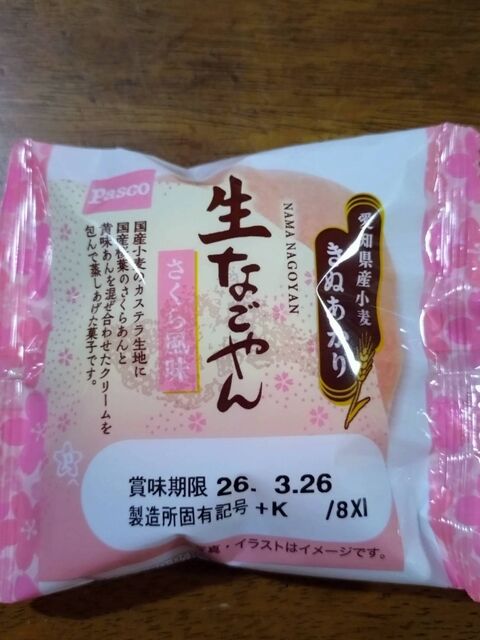 Pasco
愛知県産小麦
きぬあかり
生なごやん
NAMA NAGOYAN
さくら風味
国産小麦のカステラ生地に
国産桜葉のさくらあんと
黄味あんを混ぜ合わせたクリームを
包んで蒸しあげた菓子です。
賞味期限 26. 3.26
製造所固有記号 +K /8XI
写真・イラストはイメージです。